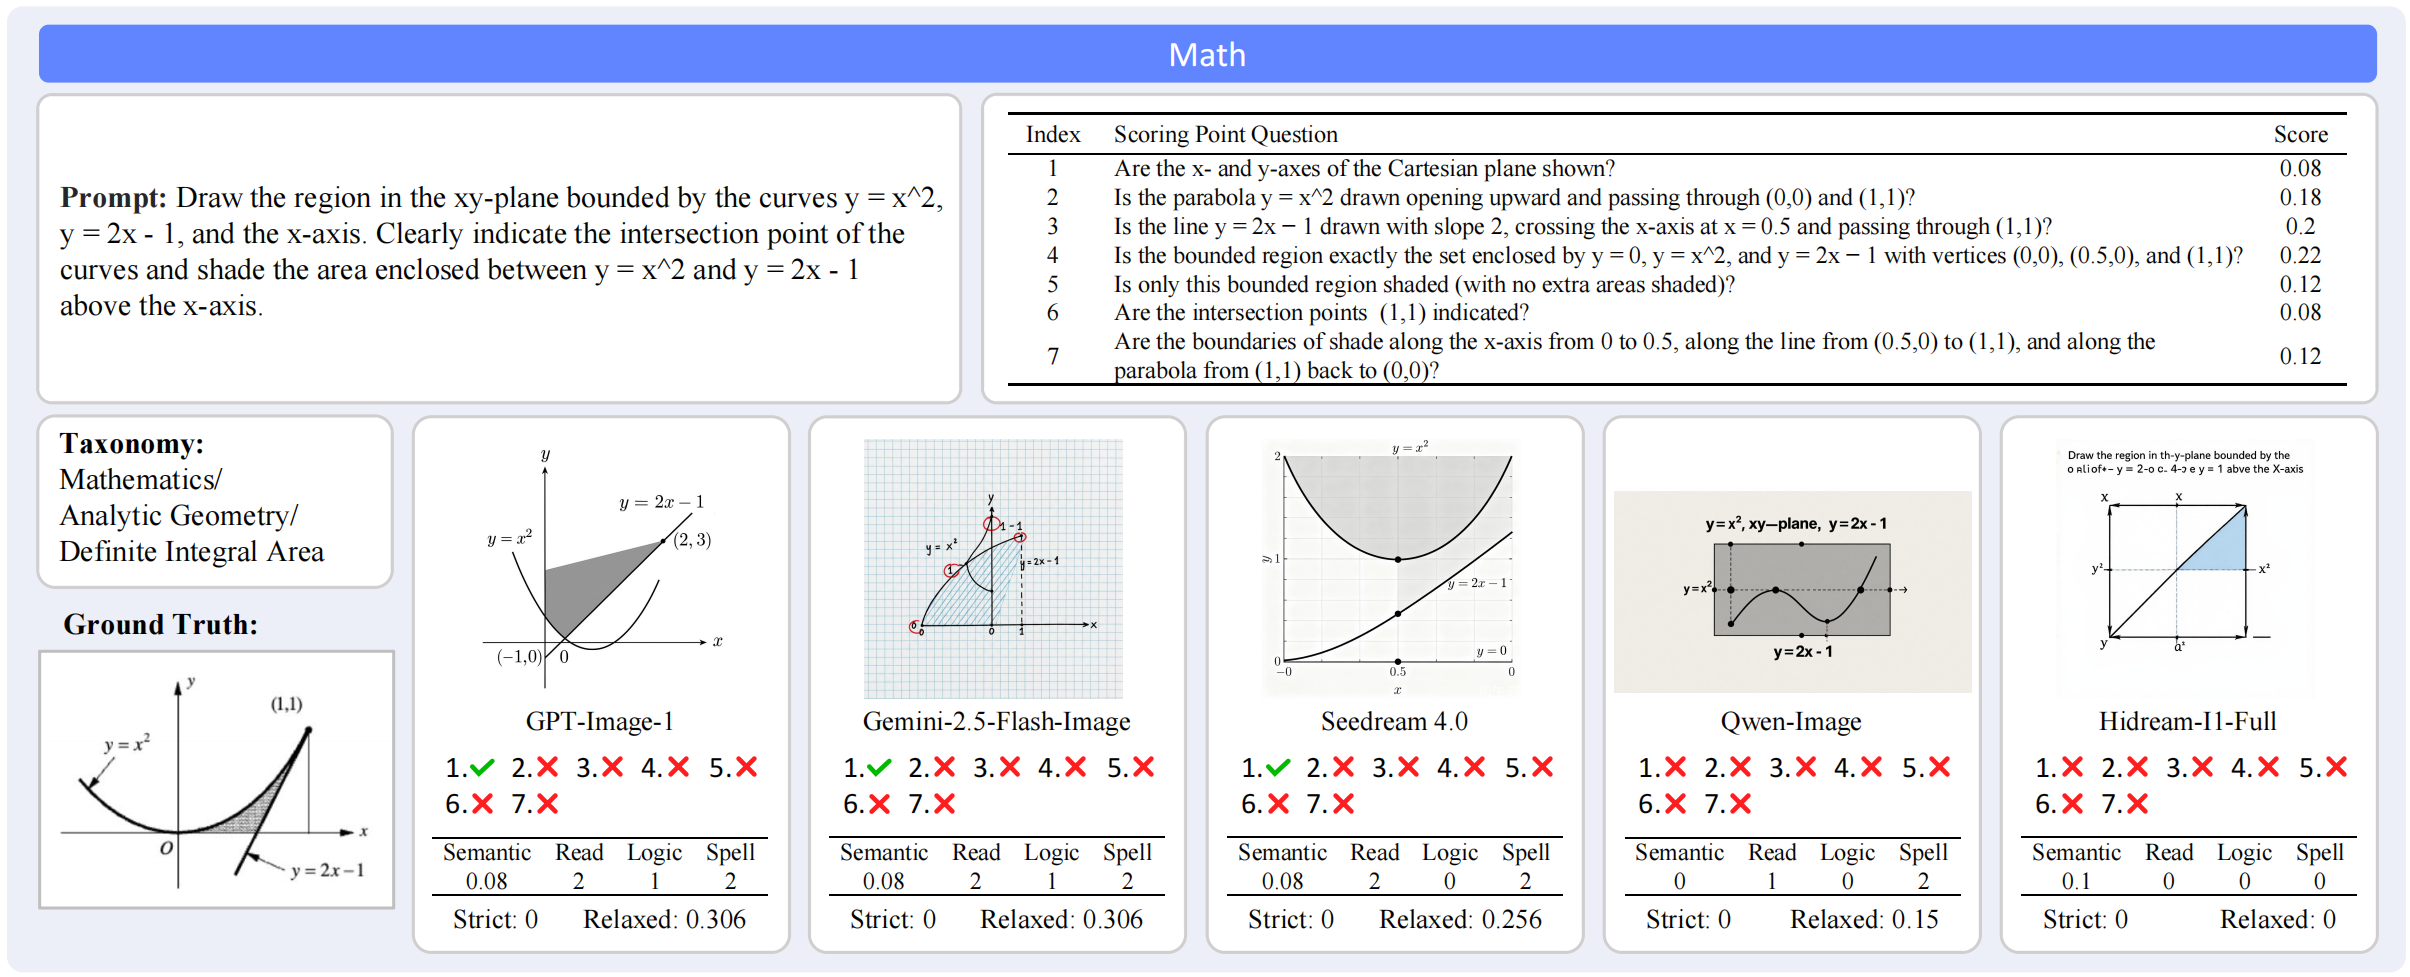 Math
Prompt: Draw the region in the xy-plane bounded by the curves y = x^2,
y = 2x - 1, and the x-axis. Clearly indicate the intersection point of the
curves and shade the area enclosed between y = x^2 and y = 2x - 1
above the x-axis.
Index Scoring Point Question Score
1 Are the x- and y-axes of the Cartesian plane shown? 0.08
2 Is the parabola y = x^2 drawn opening upward and passing through (0,0) and (1,1)? 0.18
3 Is the line y = 2x − 1 drawn with slope 2, crossing the x-axis at x = 0.5 and passing through (1,1)? 0.2
4 Is the bounded region exactly the set enclosed by y = 0, y = x^2, and y = 2x − 1 with vertices (0,0), (0.5,0), and (1,1)? 0.22
5 Is only this bounded region shaded (with no extra areas shaded)? 0.12
6 Are the intersection points (1,1) indicated? 0.08
7 Are the boundaries of shade along the x-axis from 0 to 0.5, along the line from (0.5,0) to (1,1), and along the
parabola from (1,1) back to (0,0)? 0.12
Taxonomy:
Mathematics/
Analytic Geometry/
Definite Integral Area
Ground Truth:
y
(1,1)
y = x²
x
O
y = 2x−1
y
y = 2x − 1
y = x²
(2, 3)
x
(−1,0) 0
GPT-Image-1
1.✓ 2.✗ 3.✗ 4.✗ 5.✗
6.✗ 7.✗
Semantic Read Logic Spell
0.08 2 1 2
Strict: 0 Relaxed: 0.306
y
1 - 1
y = x²
1
y = 2x - 1
0 0 1 x
Gemini-2.5-Flash-Image
1.✓ 2.✗ 3.✗ 4.✗ 5.✗
6.✗ 7.✗
Semantic Read Logic Spell
0.08 2 1 2
Strict: 0 Relaxed: 0.306
y = x²
2
y 1
y = 2x − 1
y = 0
0
−0 0.5 0
x
Seedream 4.0
1.✓ 2.✗ 3.✗ 4.✗ 5.✗
6.✗ 7.✗
Semantic Read Logic Spell
0.08 2 0 2
Strict: 0 Relaxed: 0.256
y=x², xy—plane, y=2x-1
y=x²
y=2x-1
Qwen-Image
1.✗ 2.✗ 3.✗ 4.✗ 5.✗
6.✗ 7.✗
Semantic Read Logic Spell
0 1 0 2
Strict: 0 Relaxed: 0.15
Draw the region in th-y-plane bounded by the
y = 2-o c- 4-ɔ e y = 1 abve the X-axis
x x
y² x²
y a²
Hidream-I1-Full
1.✗ 2.✗ 3.✗ 4.✗ 5.✗
6.✗ 7.✗
Semantic Read Logic Spell
0.1 0 0 0
Strict: 0 Relaxed: 0